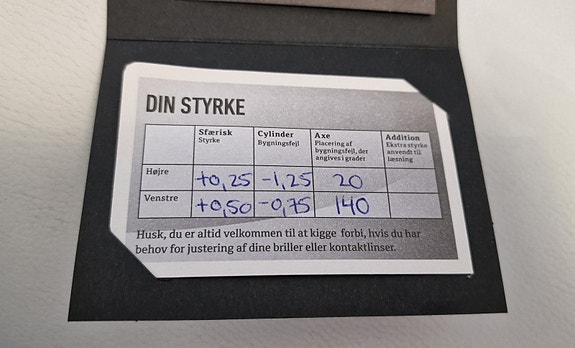 DIN STYRKE
Sfærisk Cylinder Axe Addition
Styrke Bygningsfejl Placering af Ekstra styrke
bygningsfejl, der anvendt til
angives i grader læsning
Højre +0,25 -1,25 20
Venstre +0,50 -0,75 140
Husk, du er altid velkommen til at kigge forbi, hvis du har
behov for justering af dine briller eller kontaktlinser.